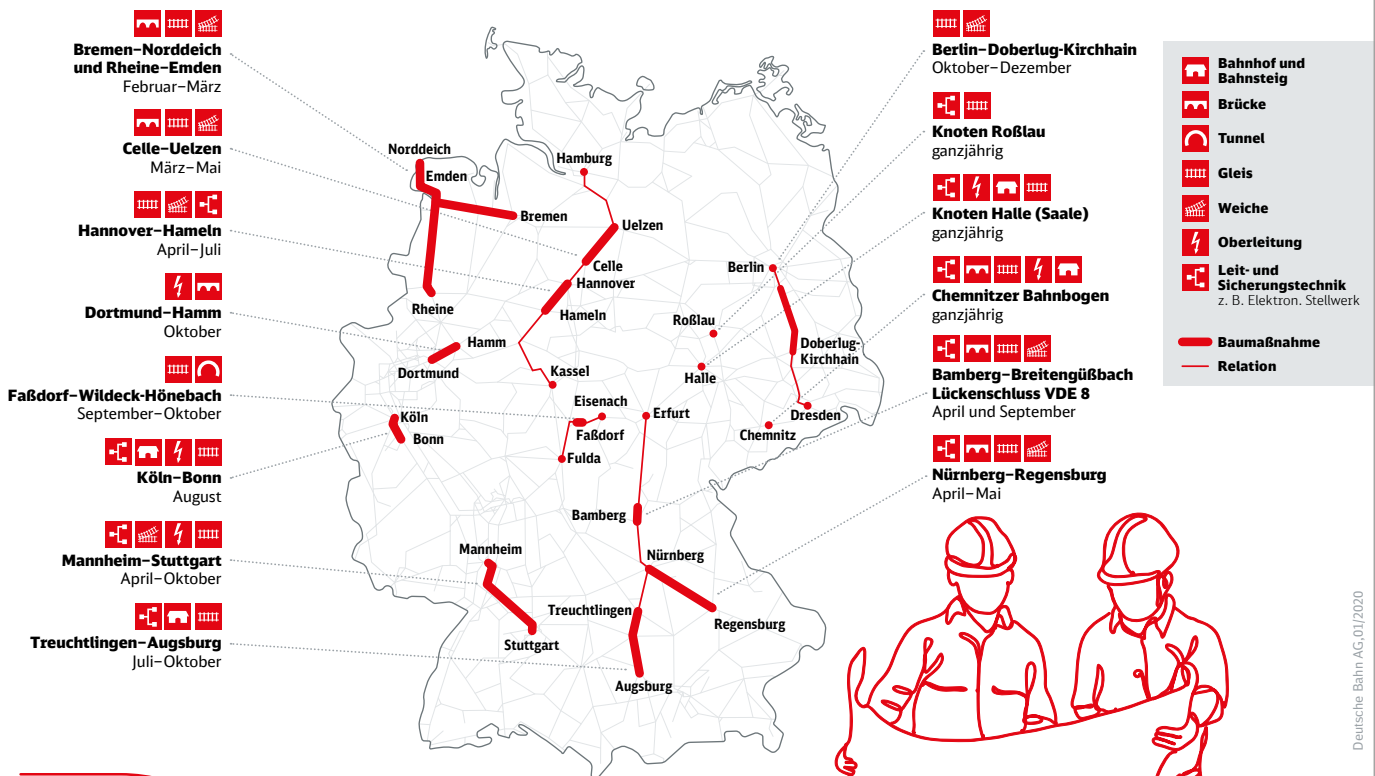 Bremen–Norddeich
und Rheine–Emden
Februar–März
Celle–Uelzen
März–Mai
Hannover–Hameln
April–Juli
Dortmund–Hamm
Oktober
Faßdorf–Wildeck-Hönebach
September–Oktober
Köln–Bonn
August
Mannheim–Stuttgart
April–Oktober
Treuchtlingen–Augsburg
Juli–Oktober
Norddeich
Emden
Bremen
Rheine
Hamburg
Uelzen
Celle
Hannover
Hameln
Hamm
Dortmund
Kassel
Köln
Bonn
Eisenach
Faßdorf
Fulda
Erfurt
Bamberg
Mannheim
Stuttgart
Nürnberg
Treuchtlingen
Regensburg
Augsburg
Berlin
Roßlau
Halle
Doberlug-
Kirchhain
Dresden
Chemnitz
Berlin–Doberlug-Kirchhain
Oktober–Dezember
Knoten Roßlau
ganzjährig
Knoten Halle (Saale)
ganzjährig
Chemnitzer Bahnbogen
ganzjährig
Bamberg–Breitengüßbach
Lückenschluss VDE 8
April und September
Nürnberg–Regensburg
April–Mai
Bahnhof und
Bahnsteig
Brücke
Tunnel
Gleis
Weiche
Oberleitung
Leit- und
Sicherungstechnik
z. B. Elektron. Stellwerk
Baumaßnahme
Relation
Deutsche Bahn AG,01/2020